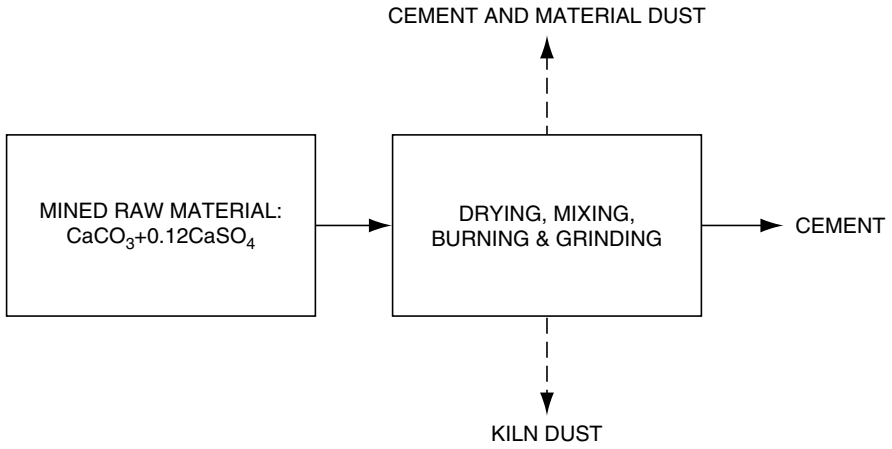 CEMENT AND MATERIAL DUST
MINED RAW MATERIAL:
CaCO₃+0.12CaSO₄
DRYING, MIXING,
BURNING & GRINDING
CEMENT
KILN DUST